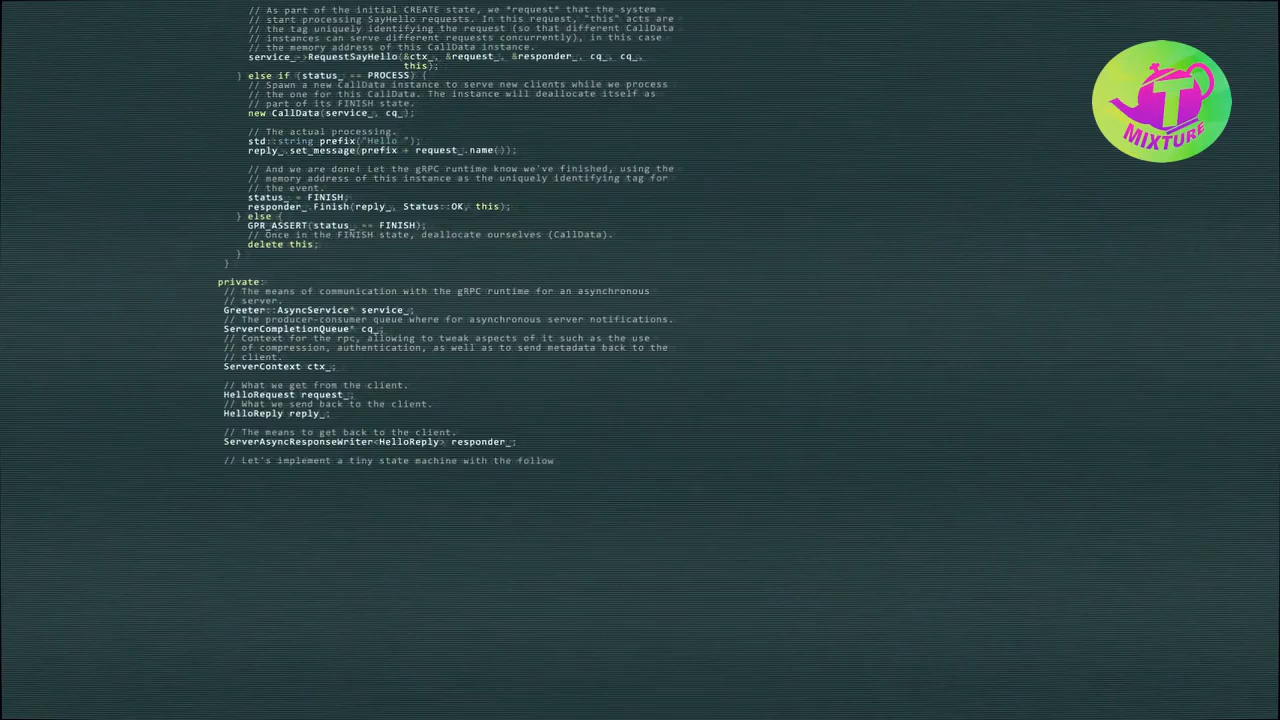 // As part of the initial CREATE state, we *request* that the system
// start processing SayHello requests. In this request, "this" acts are
// the tag uniquely identifying the request (so that different CallData
// instances can serve different requests concurrently), in this case
// the memory address of this CallData instance.
service_->RequestSayHello(&ctx_, &request_, &responder_, cq_, cq_,
this);
} else if (status_ == PROCESS) {
// Spawn a new CallData instance to serve new clients while we process
// the one for this CallData. The instance will deallocate itself as
// part of its FINISH state.
new CallData(service_, cq_);
// The actual processing.
std::string prefix("Hello ");
reply_.set_message(prefix + request_.name());
// And we are done! Let the gRPC runtime know we've finished, using the
// memory address of this instance as the uniquely identifying tag for
// the event.
status_ = FINISH;
responder_.Finish(reply_, Status::OK, this);
} else {
GPR_ASSERT(status_ == FINISH);
// Once in the FINISH state, deallocate ourselves (CallData).
delete this;
}
}
private:
// The means of communication with the gRPC runtime for an asynchronous
// server.
Greeter::AsyncService* service_;
// The producer-consumer queue where for asynchronous server notifications.
ServerCompletionQueue* cq_;
// Context for the rpc, allowing to tweak aspects of it such as the use
// of compression, authentication, as well as to send metadata back to the
// client.
ServerContext ctx_;
// What we get from the client.
HelloRequest request_;
// What we send back to the client.
HelloReply reply_;
// The means to get back to the client.
ServerAsyncResponseWriter<HelloReply> responder_;
// Let's implement a tiny state machine with the follow
T
MIXTURE